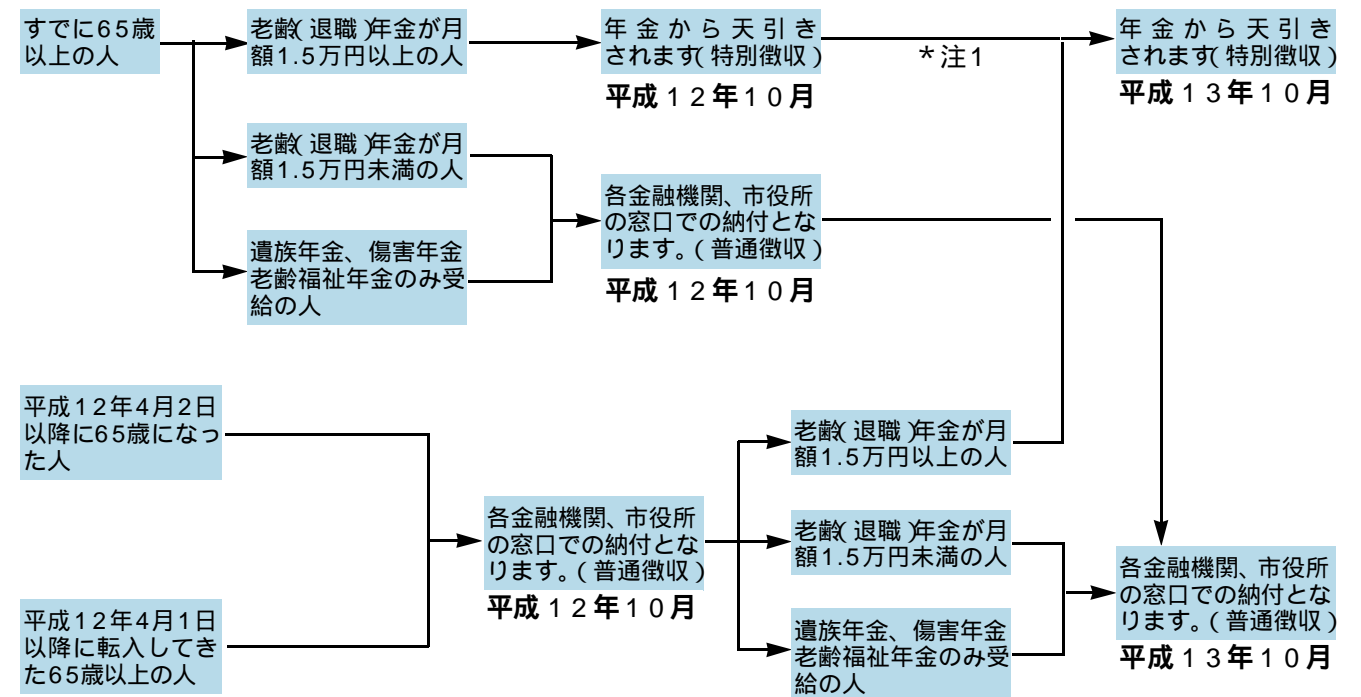 すでに65歳
以上の人
老齢(退職)年金が月
額1.5万円以上の人
年金から天引き
されます(特別徴収)
平成12年10月
*注1
年金から天引き
されます(特別徴収)
平成13年10月
老齢(退職)年金が月
額1.5万円未満の人
遺族年金、傷害年金
老齢福祉年金のみ受
給の人
各金融機関、市役所
の窓口での納付とな
ります。(普通徴収)
平成12年10月
平成12年4月2日
以降に65歳になっ
た人
平成12年4月1日
以降に転入してき
た65歳以上の人
各金融機関、市役所
の窓口での納付とな
ります。(普通徴収)
平成12年10月
老齢(退職)年金が月
額1.5万円以上の人
老齢(退職)年金が月
額1.5万円未満の人
遺族年金、傷害年金
老齢福祉年金のみ受
給の人
各金融機関、市役所
の窓口での納付とな
ります。(普通徴収)
平成13年10月